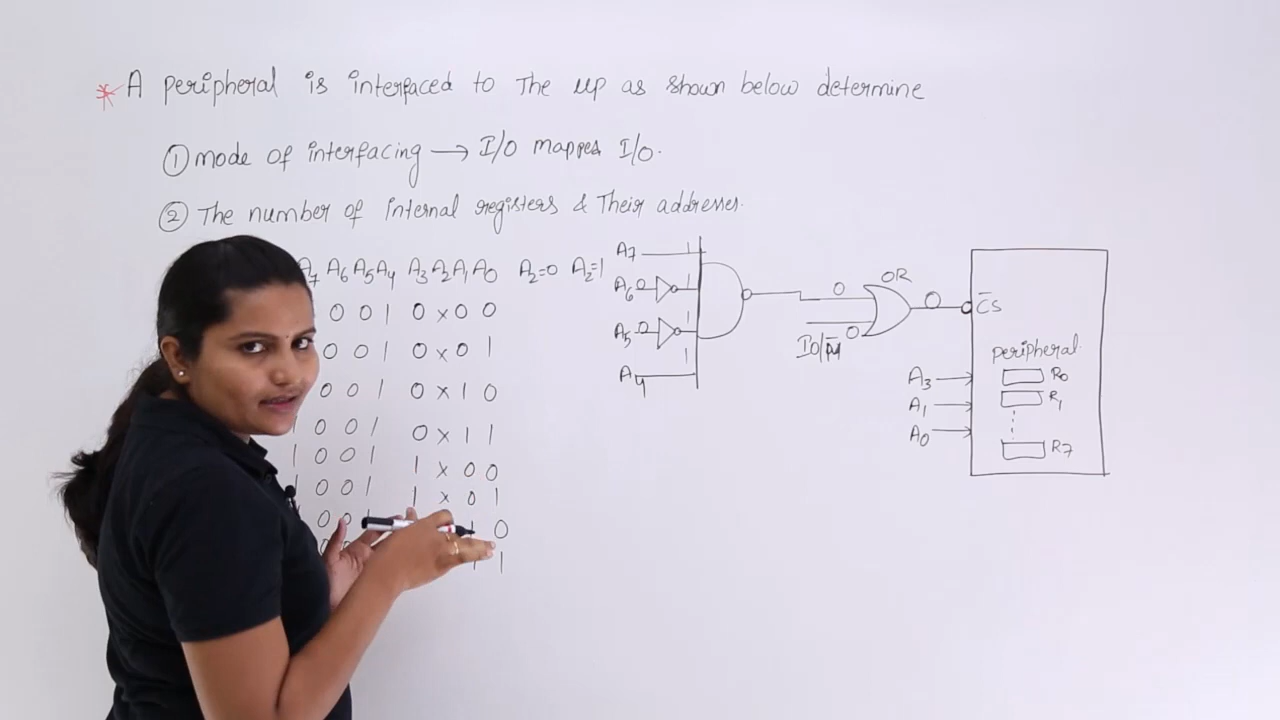 * A peripheral is interfaced to The up as shown below determine
① mode of interfacing → I/O mapped I/O.
② The number of internal registers & Their addresses.
A7 A6 A5 A4 A3 A2 A1 A0 A2=0 A2=1
0 0 1 0 x 0 0
0 0 1 0 x 0 1
0 0 1 0 x 1 0
1 0 0 1 0 x 1 1
1 0 0 1 1 x 0 0
1 0 0 1 1 x 0 1
0 0 1 0
1 1
A7 1
A6 0 1
A5 0 1
A4 1
0 OR 0
IO/M 0
CS
peripheral
A3 R0
A1 R1
A0 R7